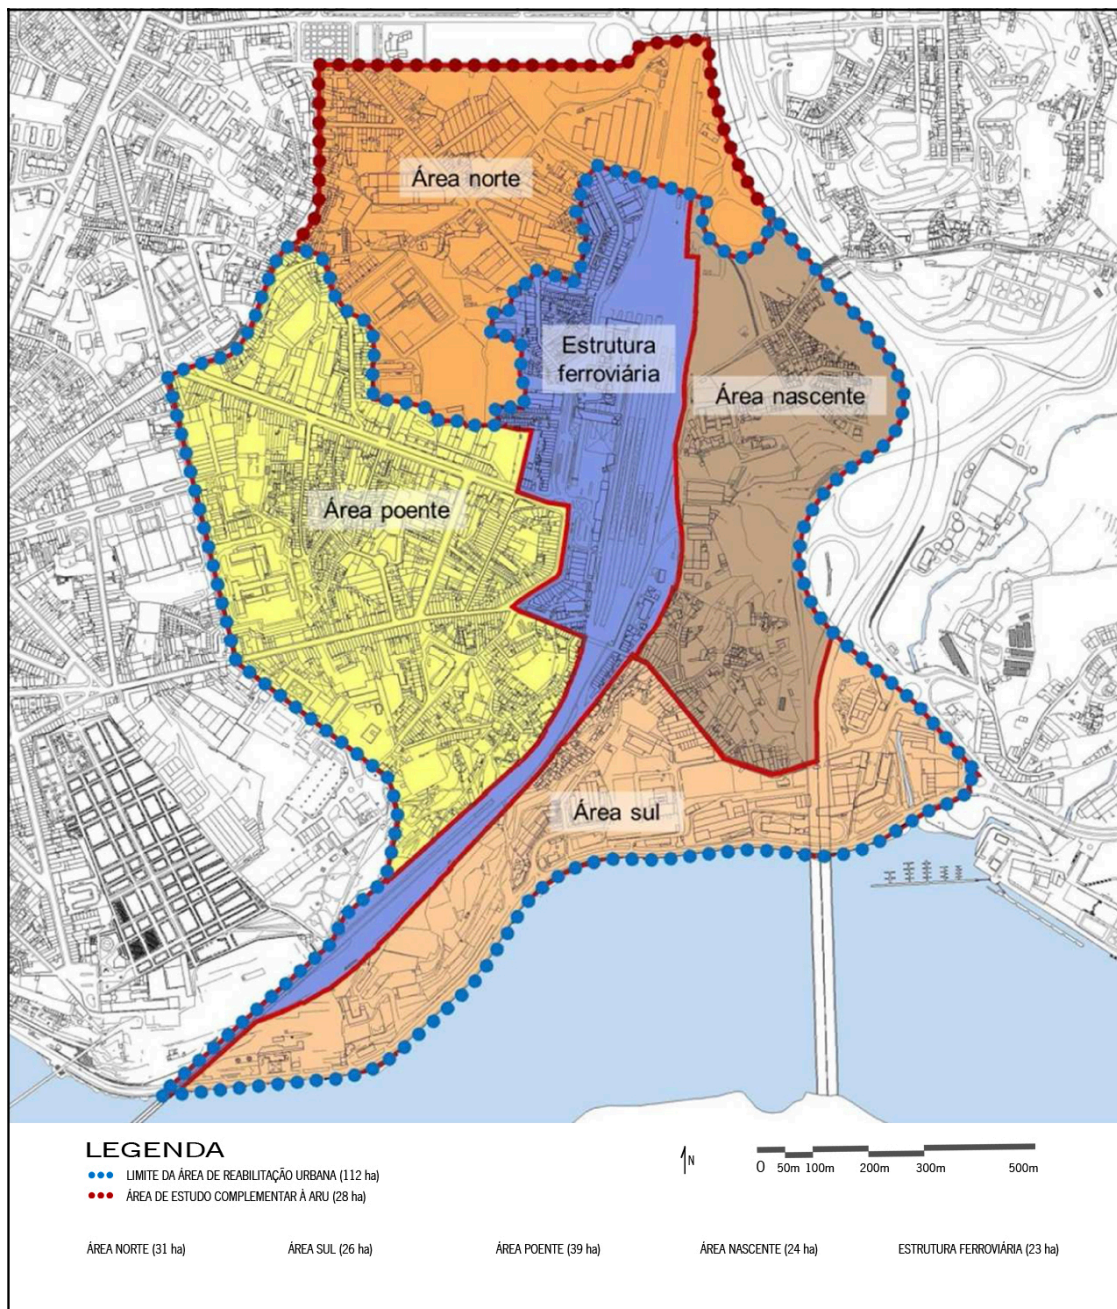 Área norte
Estrutura
ferroviária
Área nascente
Área poente
Área sul
LEGENDA
LIMITE DA ÁREA DE REABILITAÇÃO URBANA (112 ha)
ÁREA DE ESTUDO COMPLEMENTAR À ARU (28 ha)
N
0 50m 100m 200m 300m 500m
ÁREA NORTE (31 ha) ÁREA SUL (26 ha) ÁREA POENTE (39 ha) ÁREA NASCENTE (24 ha) ESTRUTURA FERROVIÁRIA (23 ha)